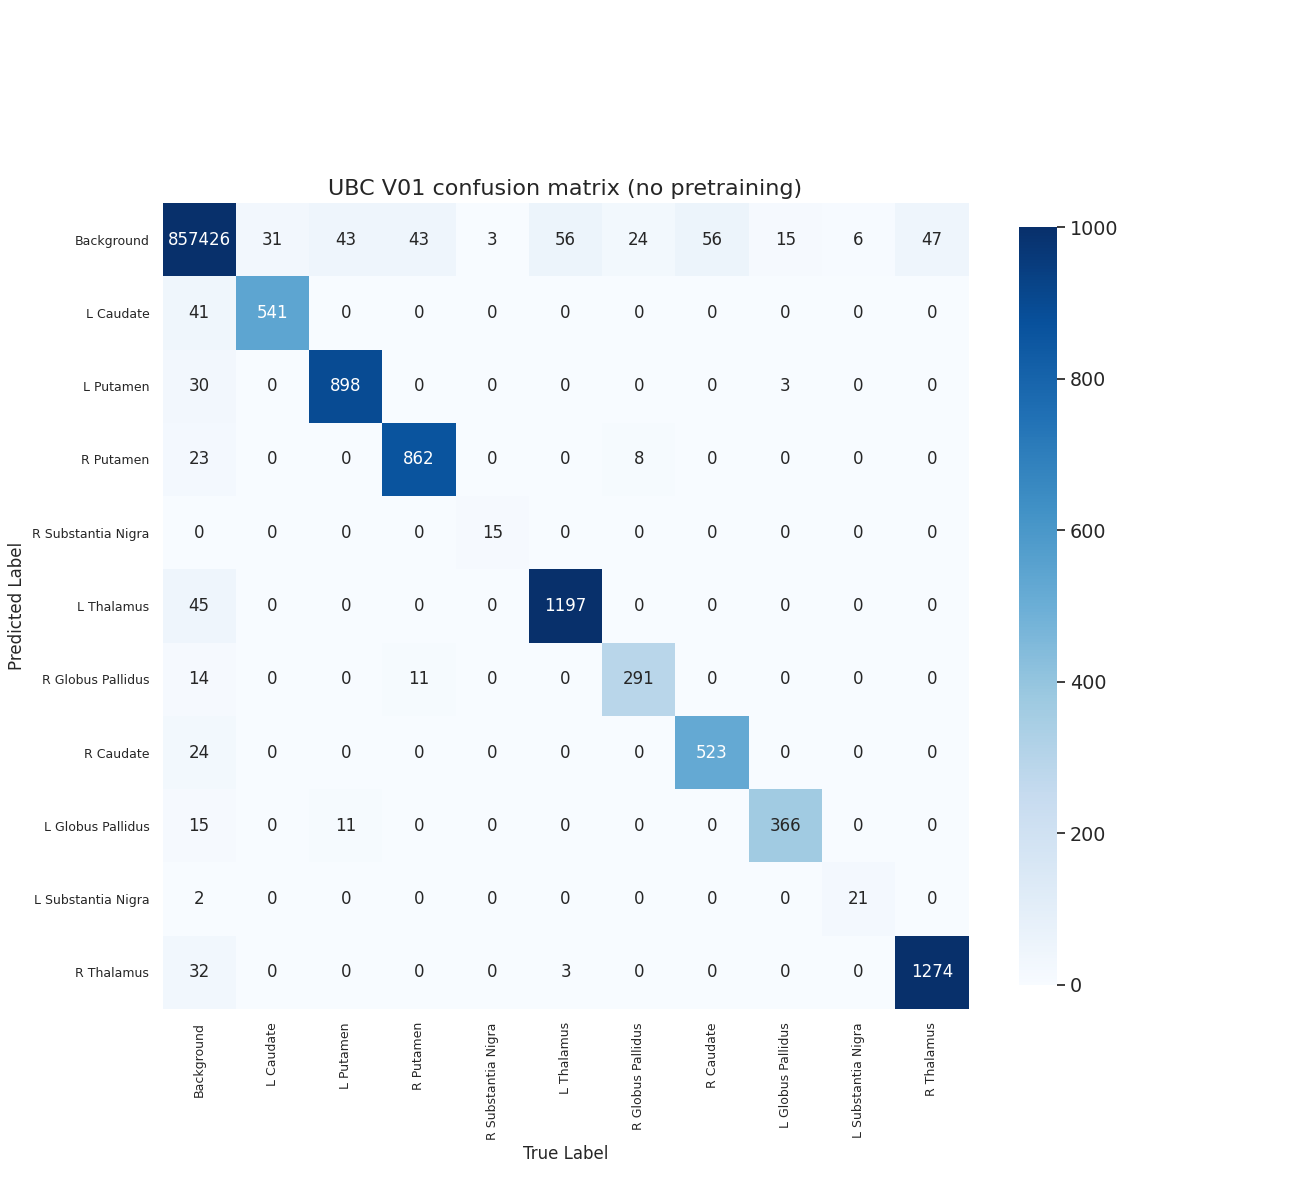 UBC V01 confusion matrix (no pretraining)
Background 857426 31 43 43 3 56 24 56 15 6 47
L Caudate 41 541 0 0 0 0 0 0 0 0 0
L Putamen 30 0 898 0 0 0 0 0 3 0 0
R Putamen 23 0 0 862 0 0 8 0 0 0 0
R Substantia Nigra 0 0 0 0 15 0 0 0 0 0 0
L Thalamus 45 0 0 0 0 1197 0 0 0 0 0
R Globus Pallidus 14 0 0 11 0 0 291 0 0 0 0
R Caudate 24 0 0 0 0 0 0 523 0 0 0
L Globus Pallidus 15 0 11 0 0 0 0 0 366 0 0
L Substantia Nigra 2 0 0 0 0 0 0 0 0 21 0
R Thalamus 32 0 0 0 0 3 0 0 0 0 1274
Background L Caudate L Putamen R Putamen R Substantia Nigra L Thalamus R Globus Pallidus R Caudate L Globus Pallidus L Substantia Nigra R Thalamus
True Label
Predicted Label
1000
800
600
400
200
0